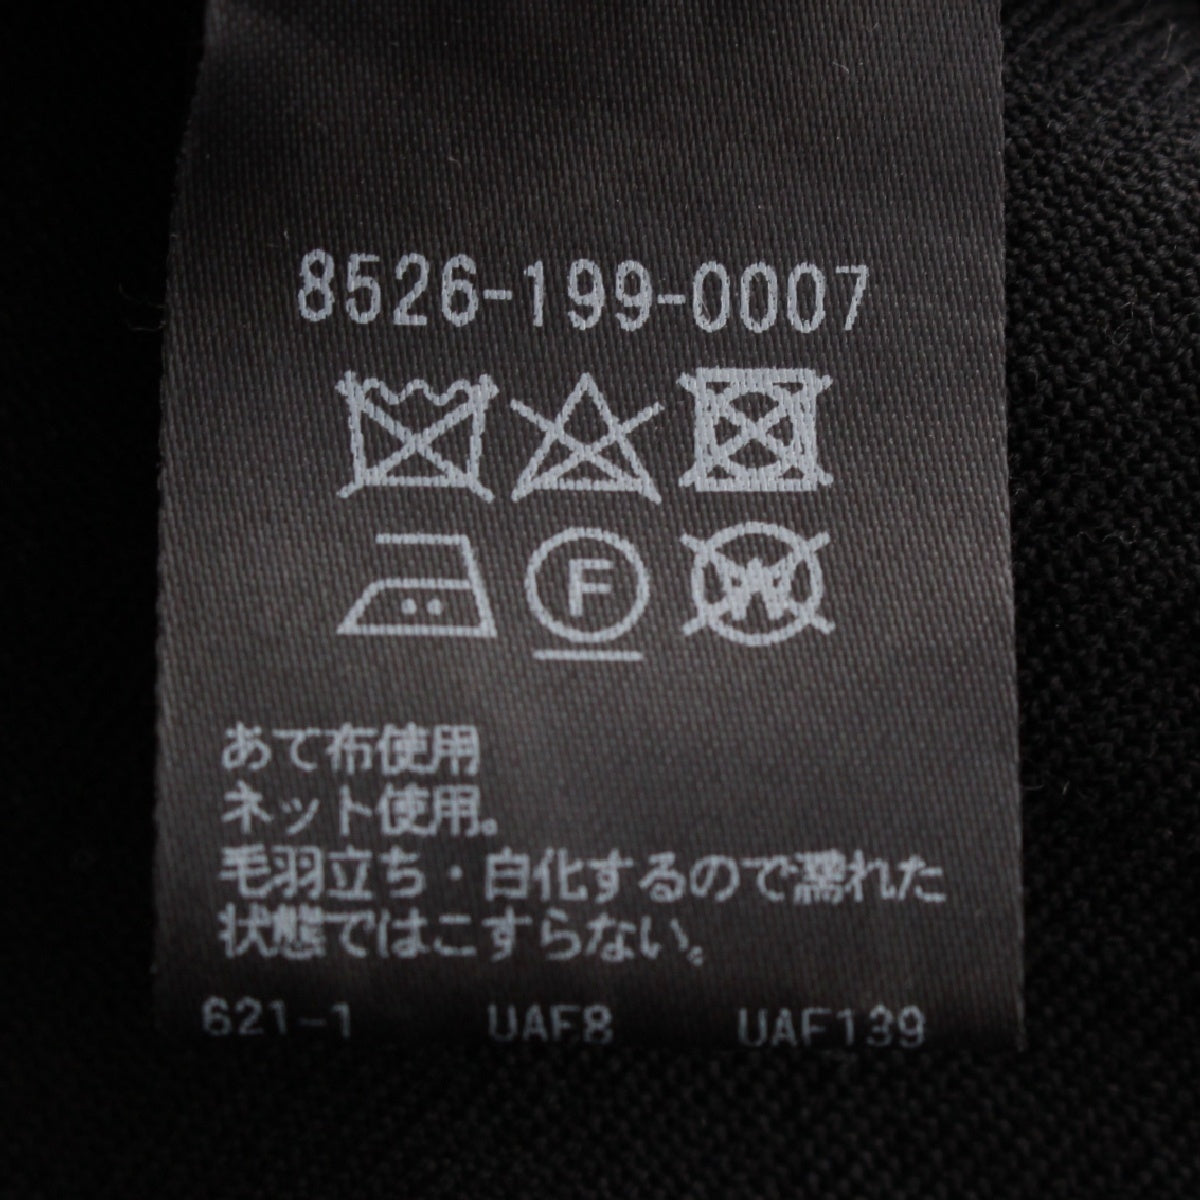 8526-199-0007
F
W
あて布使用
ネット使用。
毛羽立ち・白化するので濡れた
状態ではこすらない。
621-1 UAF8 UAF139